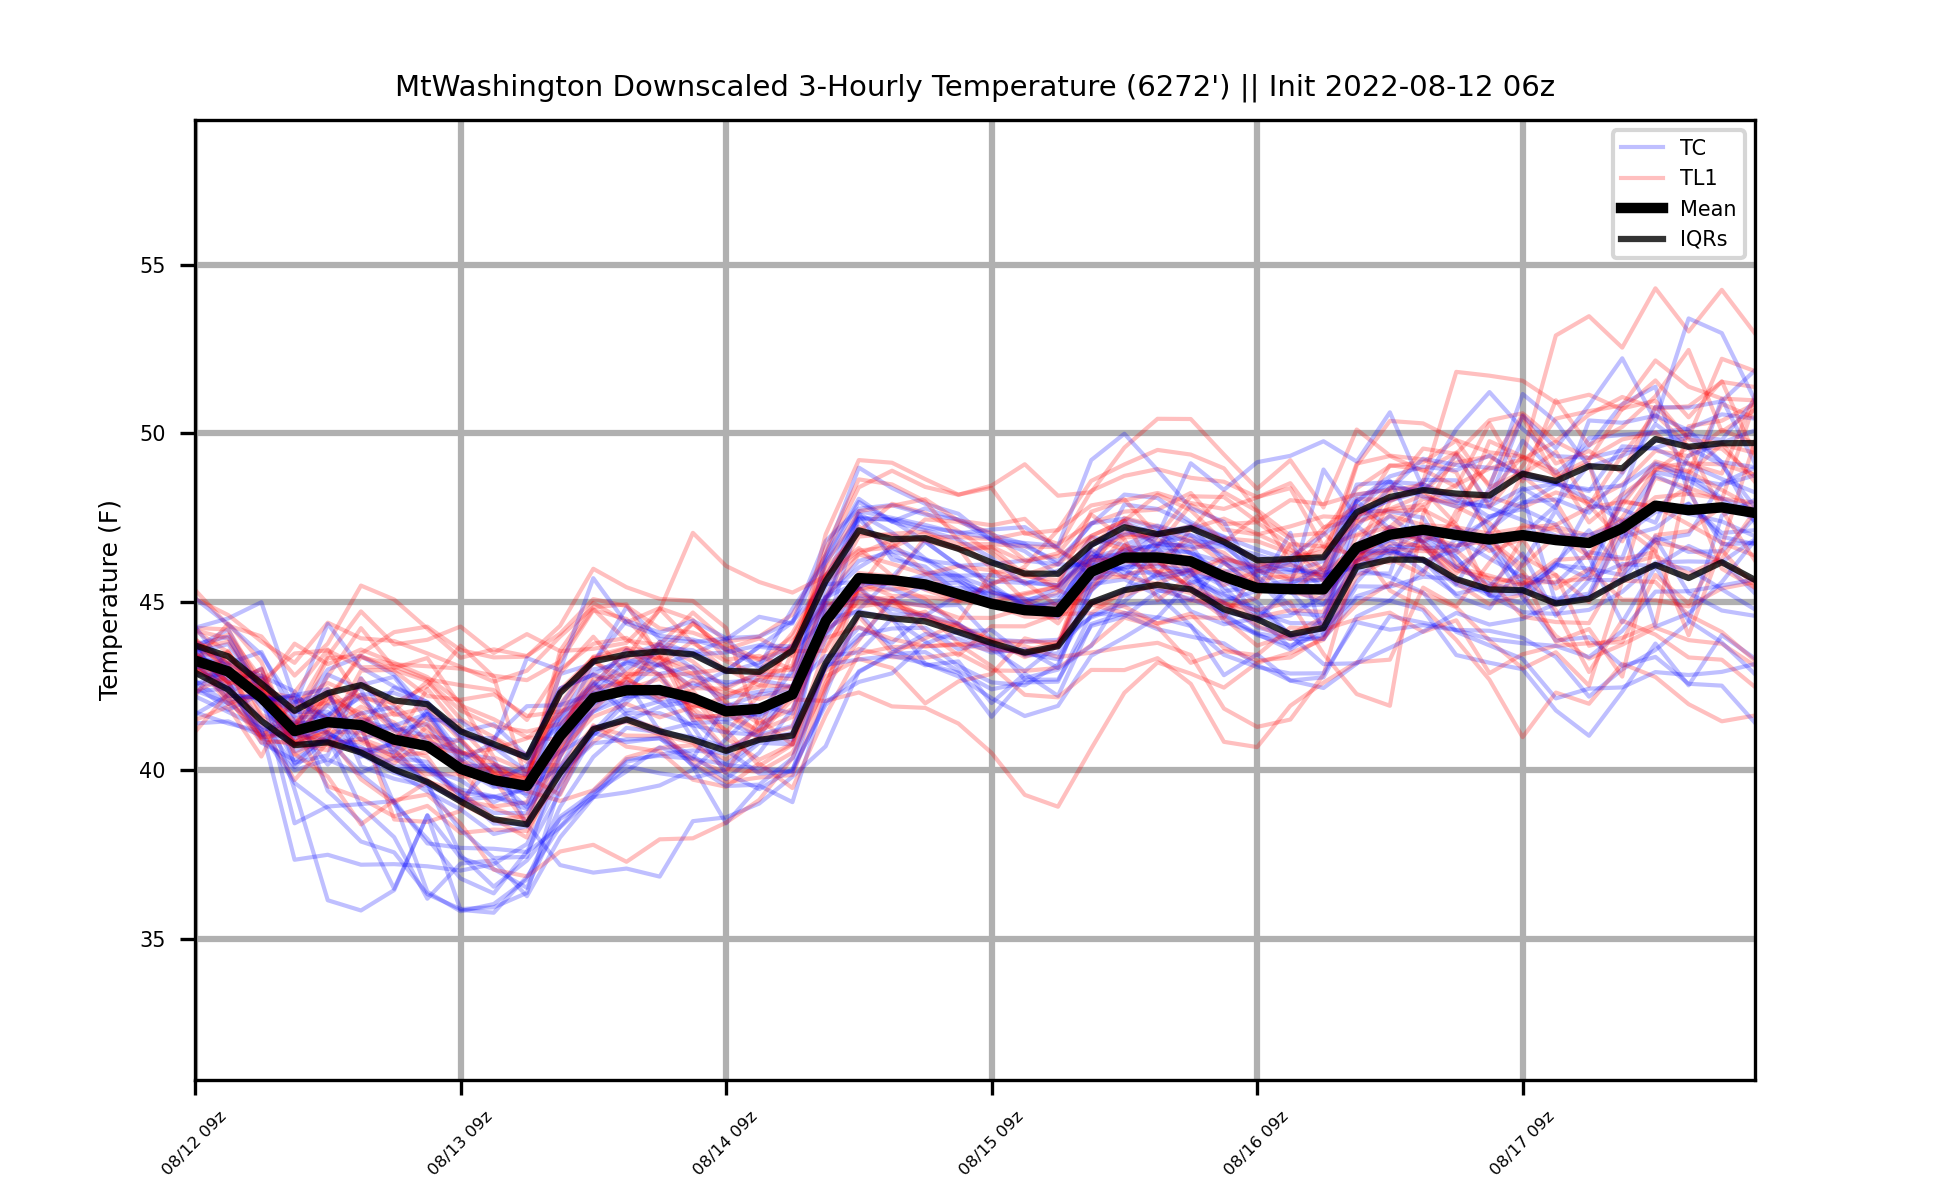 MtWashington Downscaled 3-Hourly Temperature (6272') || Init 2022-08-12 06z
TC
TL1
Mean
IQRs
Temperature (F)
55
50
45
40
35
08/12 09z
08/13 09z
08/14 09z
08/15 09z
08/16 09z
08/17 09z